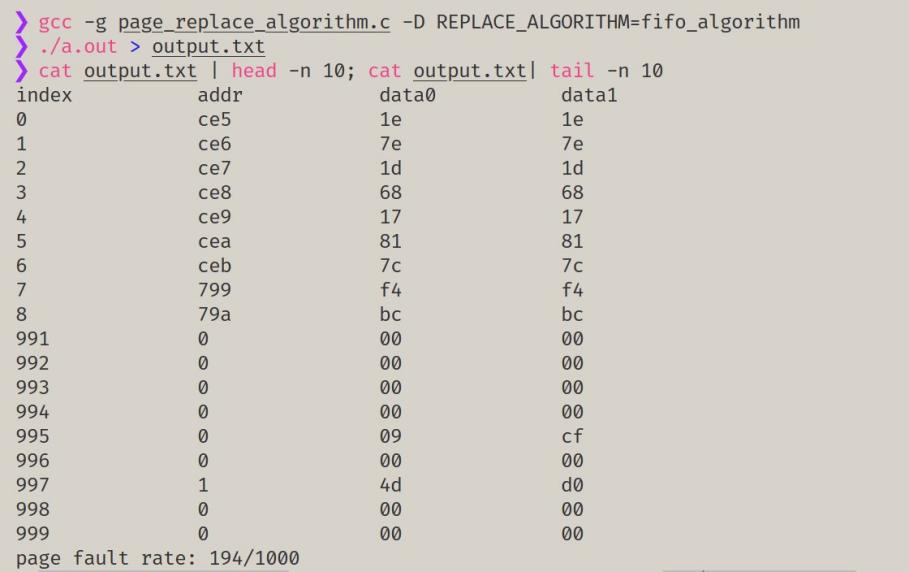 ❯ gcc -g page_replace_algorithm.c -D REPLACE_ALGORITHM=fifo_algorithm
❯ ./a.out > output.txt
❯ cat output.txt | head -n 10; cat output.txt| tail -n 10
index addr data0 data1
0 ce5 1e 1e
1 ce6 7e 7e
2 ce7 1d 1d
3 ce8 68 68
4 ce9 17 17
5 cea 81 81
6 ceb 7c 7c
7 799 f4 f4
8 79a bc bc
991 0 00 00
992 0 00 00
993 0 00 00
994 0 00 00
995 0 09 cf
996 0 00 00
997 1 4d d0
998 0 00 00
999 0 00 00
page fault rate: 194/1000